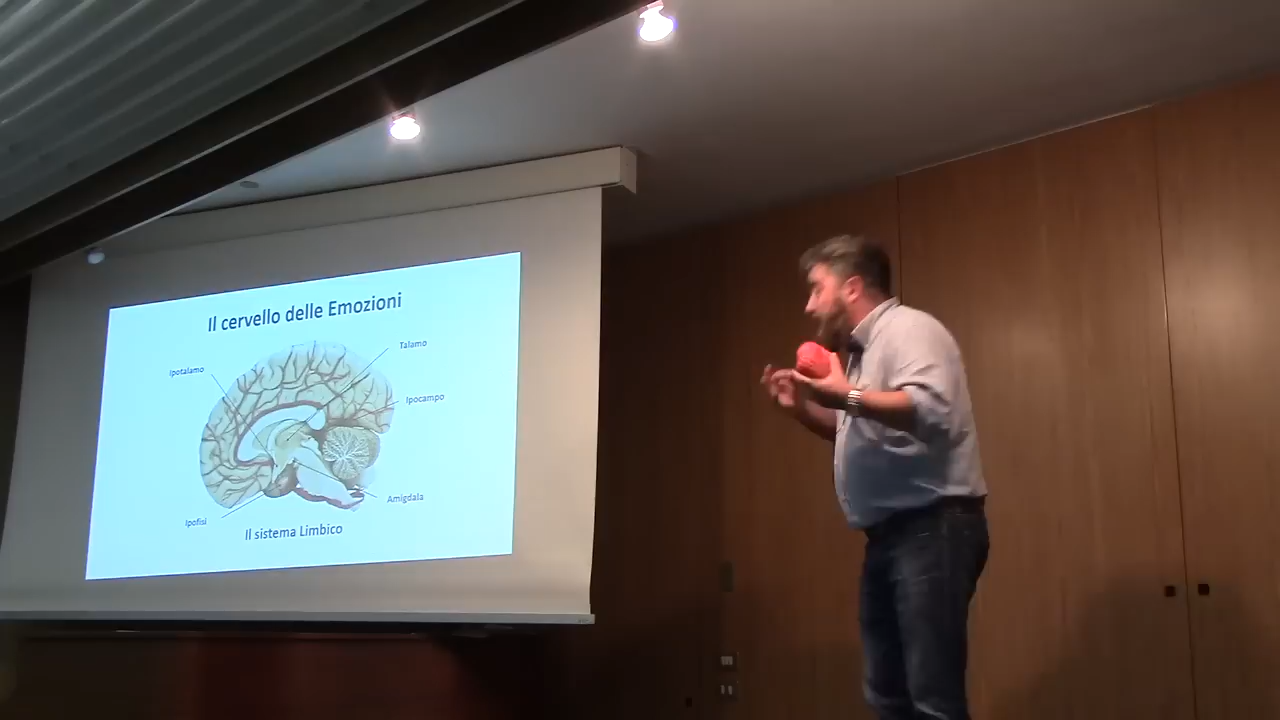 Il cervello delle Emozioni
Talamo
Ipotalamo
Ipocampo
Amigdala
Ipofisi
Il sistema Limbico